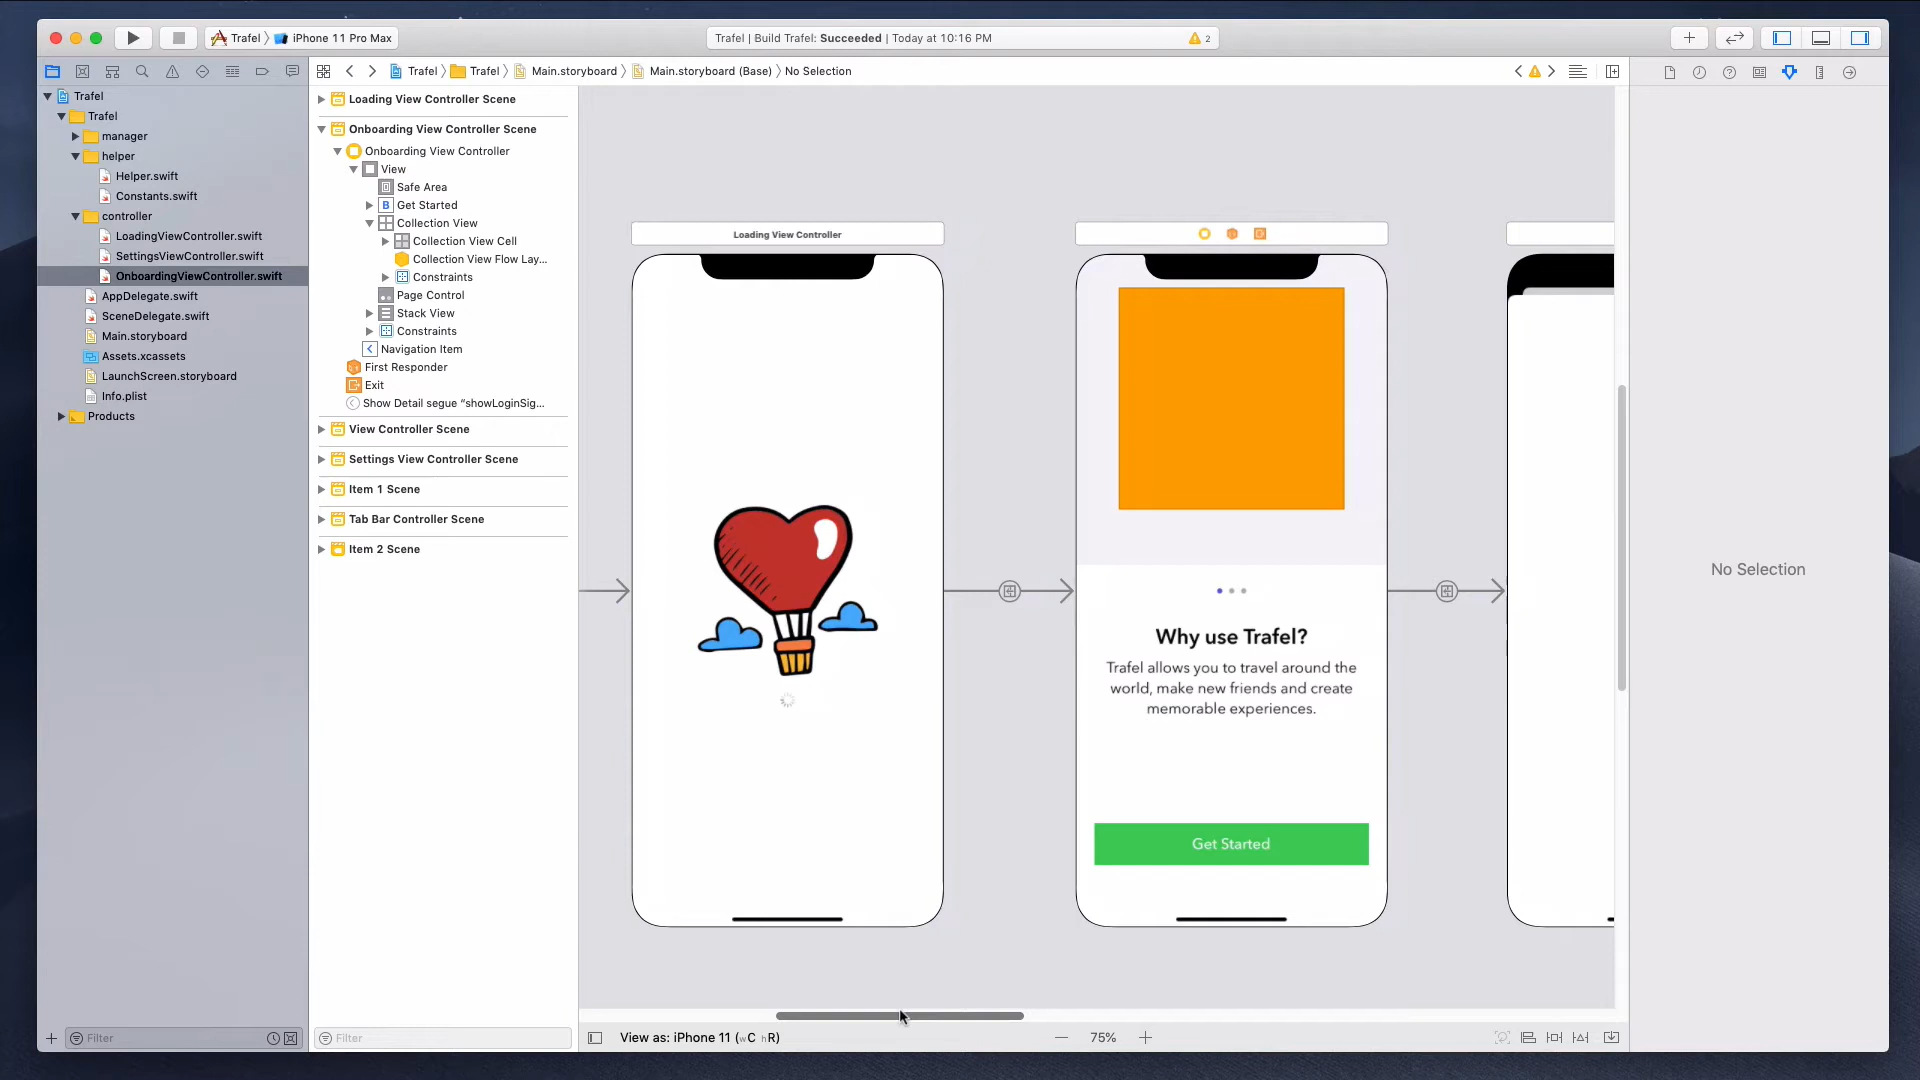 Trafel
iPhone 11 Pro Max
Trafel | Build Trafel: Succeeded | Today at 10:16 PM
2
Trafel
Trafel
Main.storyboard
Main.storyboard (Base)
No Selection
Trafel
Trafel
manager
helper
Helper.swift
Constants.swift
controller
LoadingViewController.swift
SettingsViewController.swift
OnboardingViewController.swift
AppDelegate.swift
SceneDelegate.swift
Main.storyboard
Assets.xcassets
LaunchScreen.storyboard
Info.plist
Products
Filter
Loading View Controller Scene
Onboarding View Controller Scene
Onboarding View Controller
View
Safe Area
B Get Started
Collection View
Collection View Cell
Collection View Flow Lay...
Constraints
Page Control
Stack View
Constraints
Navigation Item
First Responder
Exit
Show Detail segue “showLoginSig...
View Controller Scene
Settings View Controller Scene
Item 1 Scene
Tab Bar Controller Scene
Item 2 Scene
Filter
Loading View Controller
Why use Trafel?
Trafel allows you to travel around the
world, make new friends and create
memorable experiences.
Get Started
View as: iPhone 11 (wC hR)
75%
No Selection